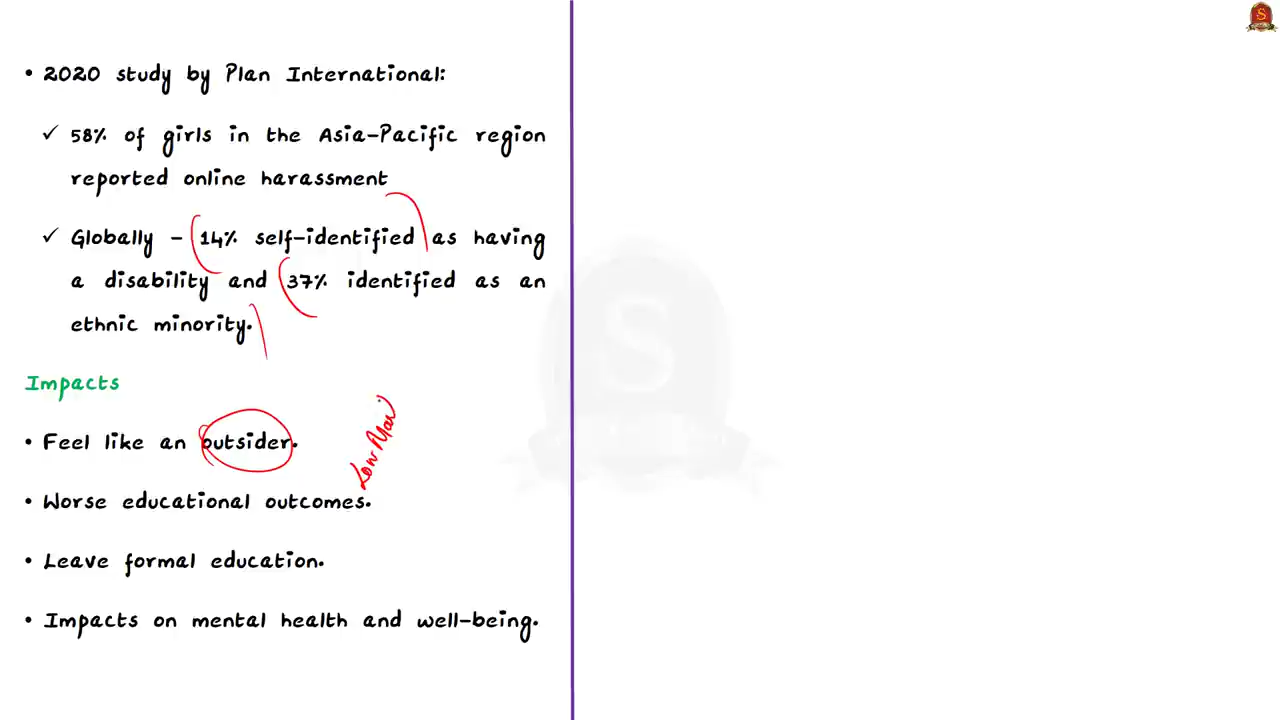 • 2020 study by Plan International:
✓ 58% of girls in the Asia-Pacific region
reported online harassment
✓ Globally - 14% self-identified as having
a disability and 37% identified as an
ethnic minority.
Impacts
• Feel like an outsider.
Low
• Worse educational outcomes.
• Leave formal education.
• Impacts on mental health and well-being.
S
S